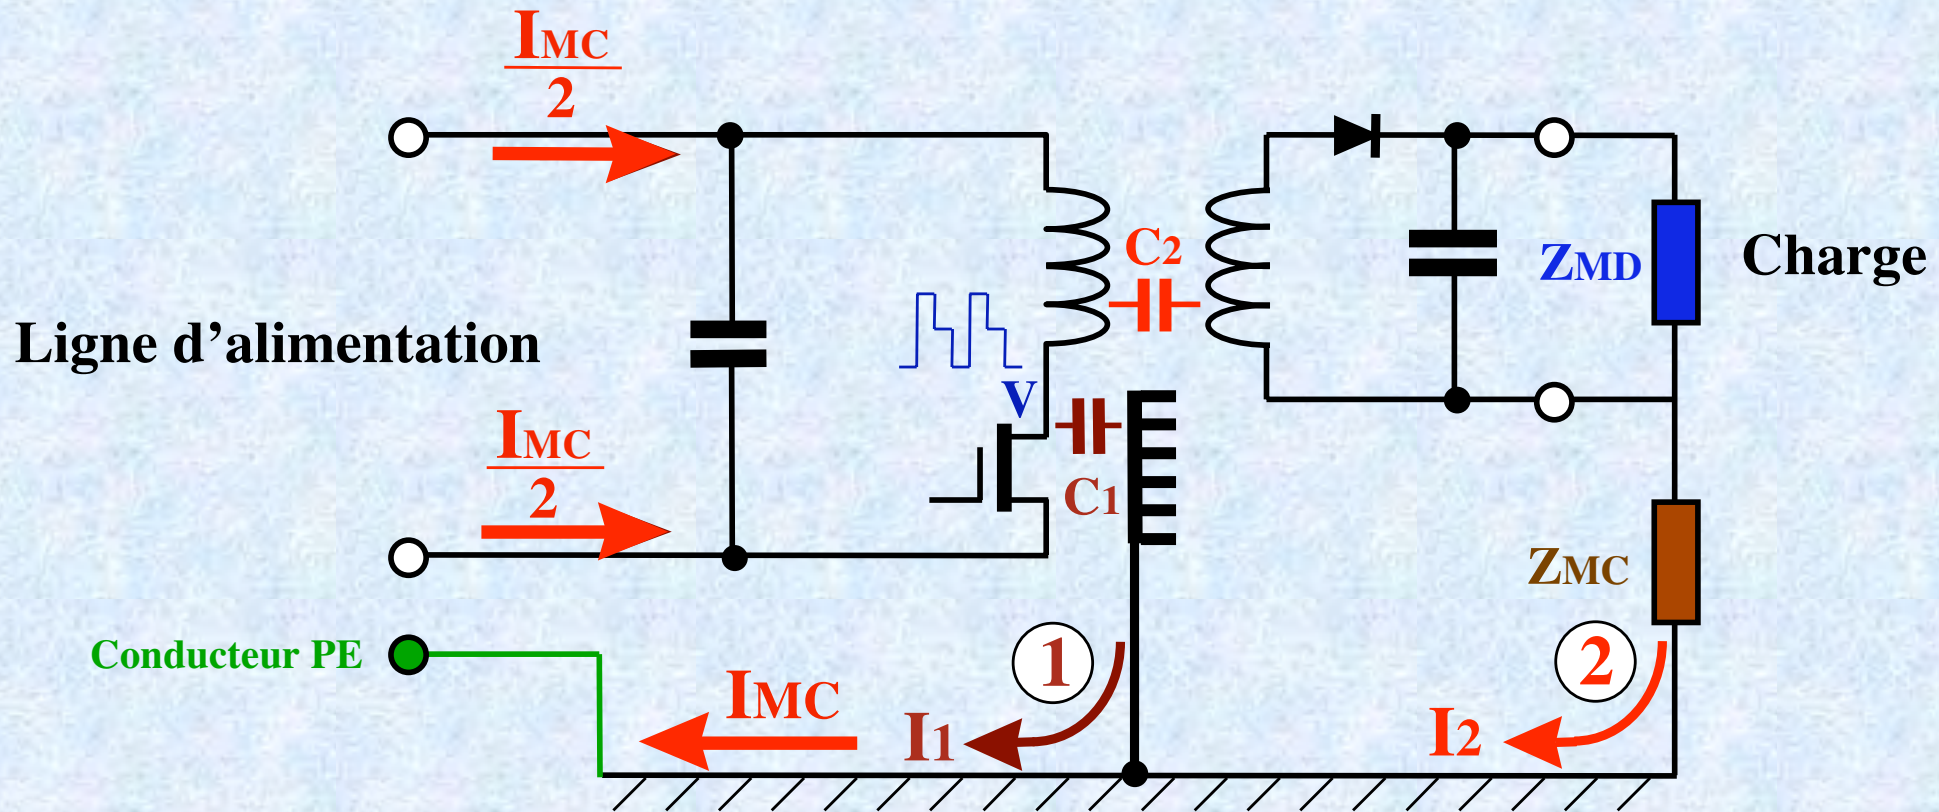 IMC
2
C2
ZMD
Charge
Ligne d’alimentation
V
IMC
2
C1
ZMC
Conducteur PE
1
2
IMC
I1
I2